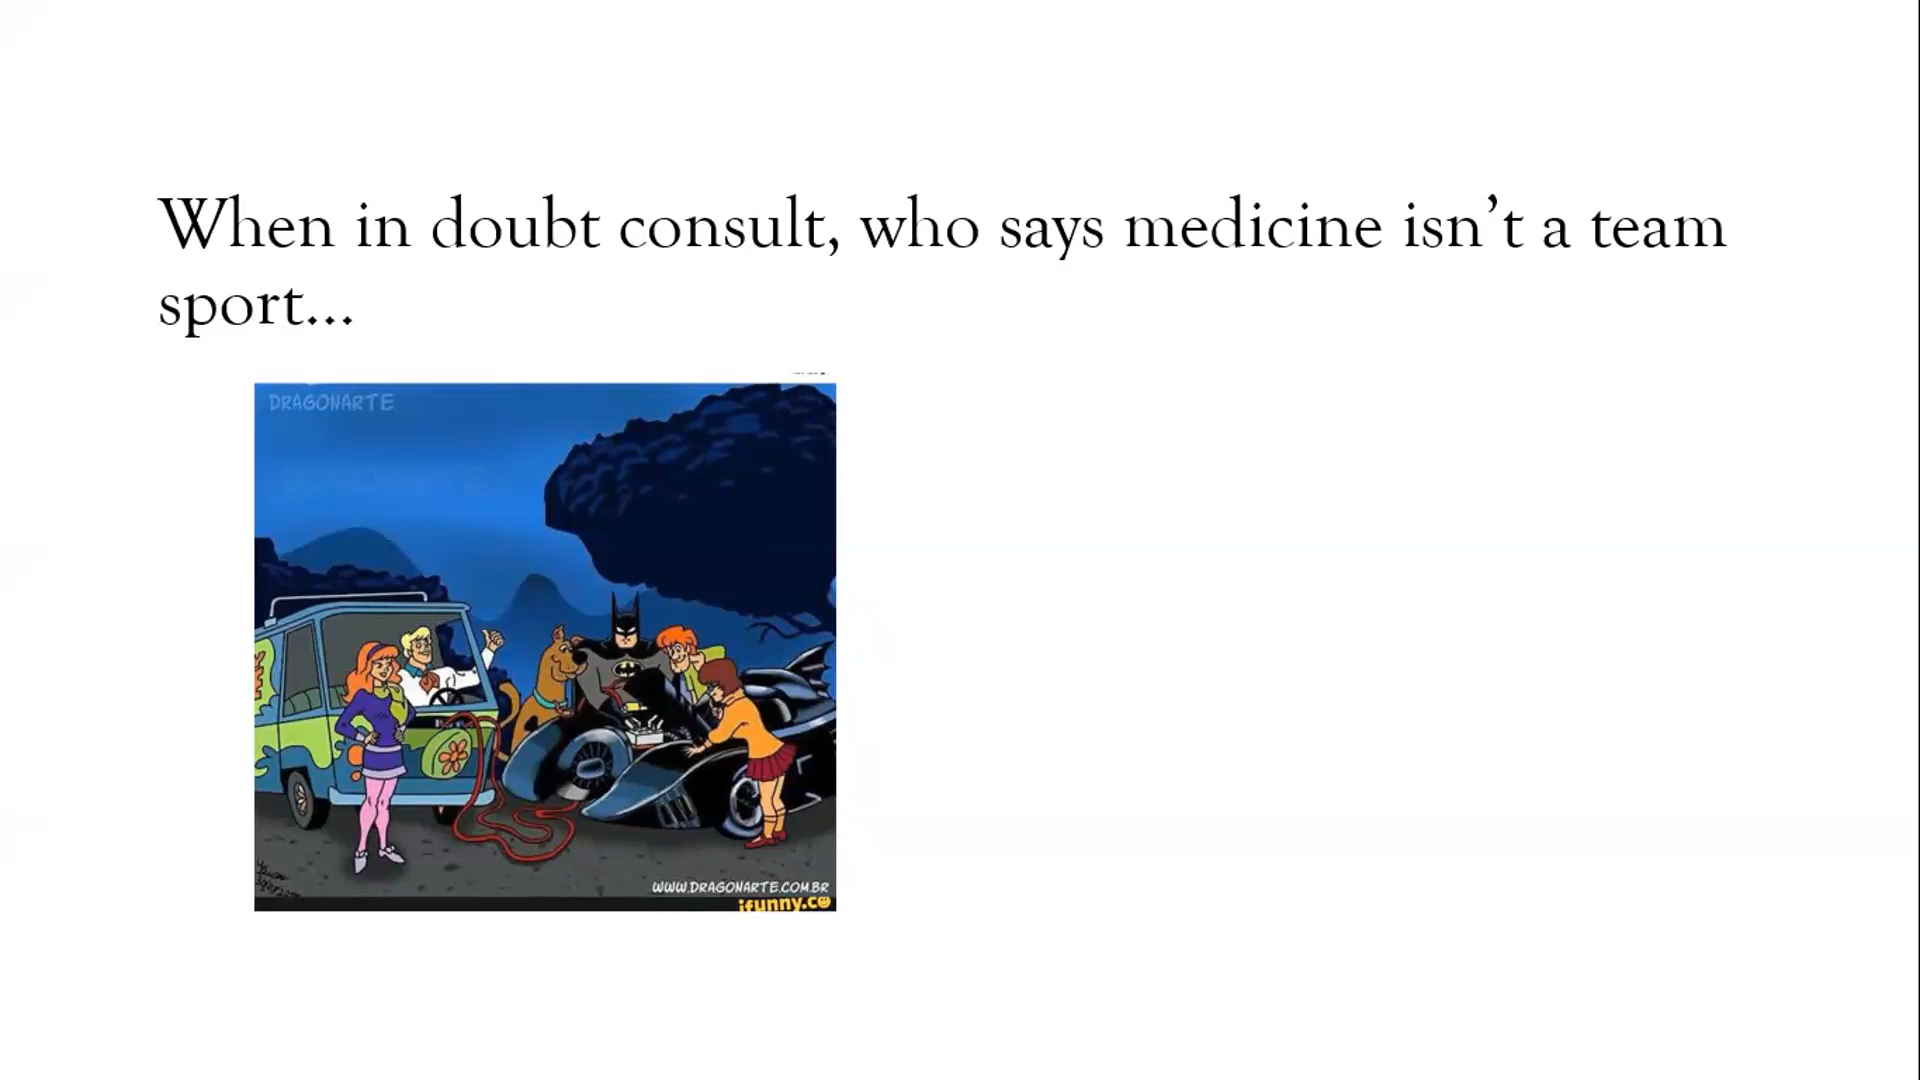 When in doubt consult, who says medicine isn’t a team
sport...
DRAGONARTE
WWW.DRAGONARTE.COM.BR
ifunny.co